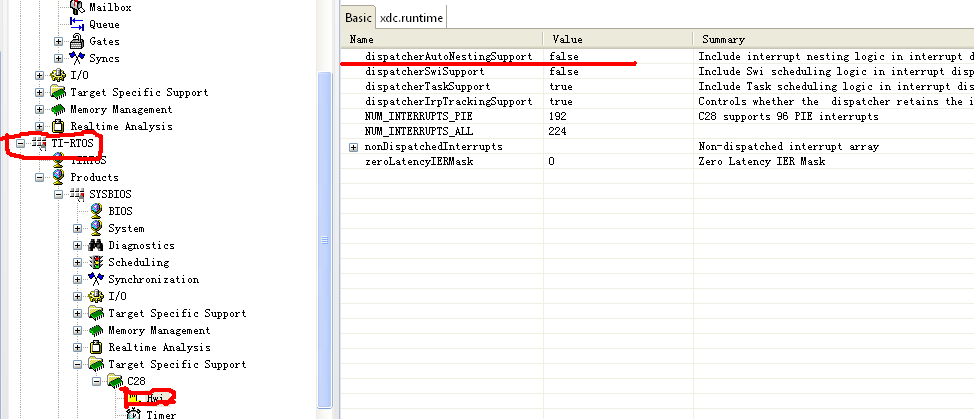 Mailbox
Queue
Gates
Syncs
I/O
Target Specific Support
Memory Management
Realtime Analysis
TI-RTOS
TIRTOS
Products
SYSBIOS
BIOS
System
Diagnostics
Scheduling
Synchronization
I/O
Target Specific Support
Memory Management
Realtime Analysis
Target Specific Support
C28
Hwi
Timer
Basic xdc.runtime
Name Value Summary
dispatcherAutoNestingSupport false Include interrupt nesting logic in interrupt d
dispatcherSwiSupport false Include Swi scheduling logic in interrupt disp
dispatcherTaskSupport true Include Task scheduling logic in interrupt dis
dispatcherIrpTrackingSupport true Controls whether the dispatcher retains the i
NUM_INTERRUPTS_PIE 192 C28 supports 96 PIE interrupts
NUM_INTERRUPTS_ALL 224
nonDispatchedInterrupts Non-dispatched interrupt array
zeroLatencyIERMask 0 Zero Latency IER Mask